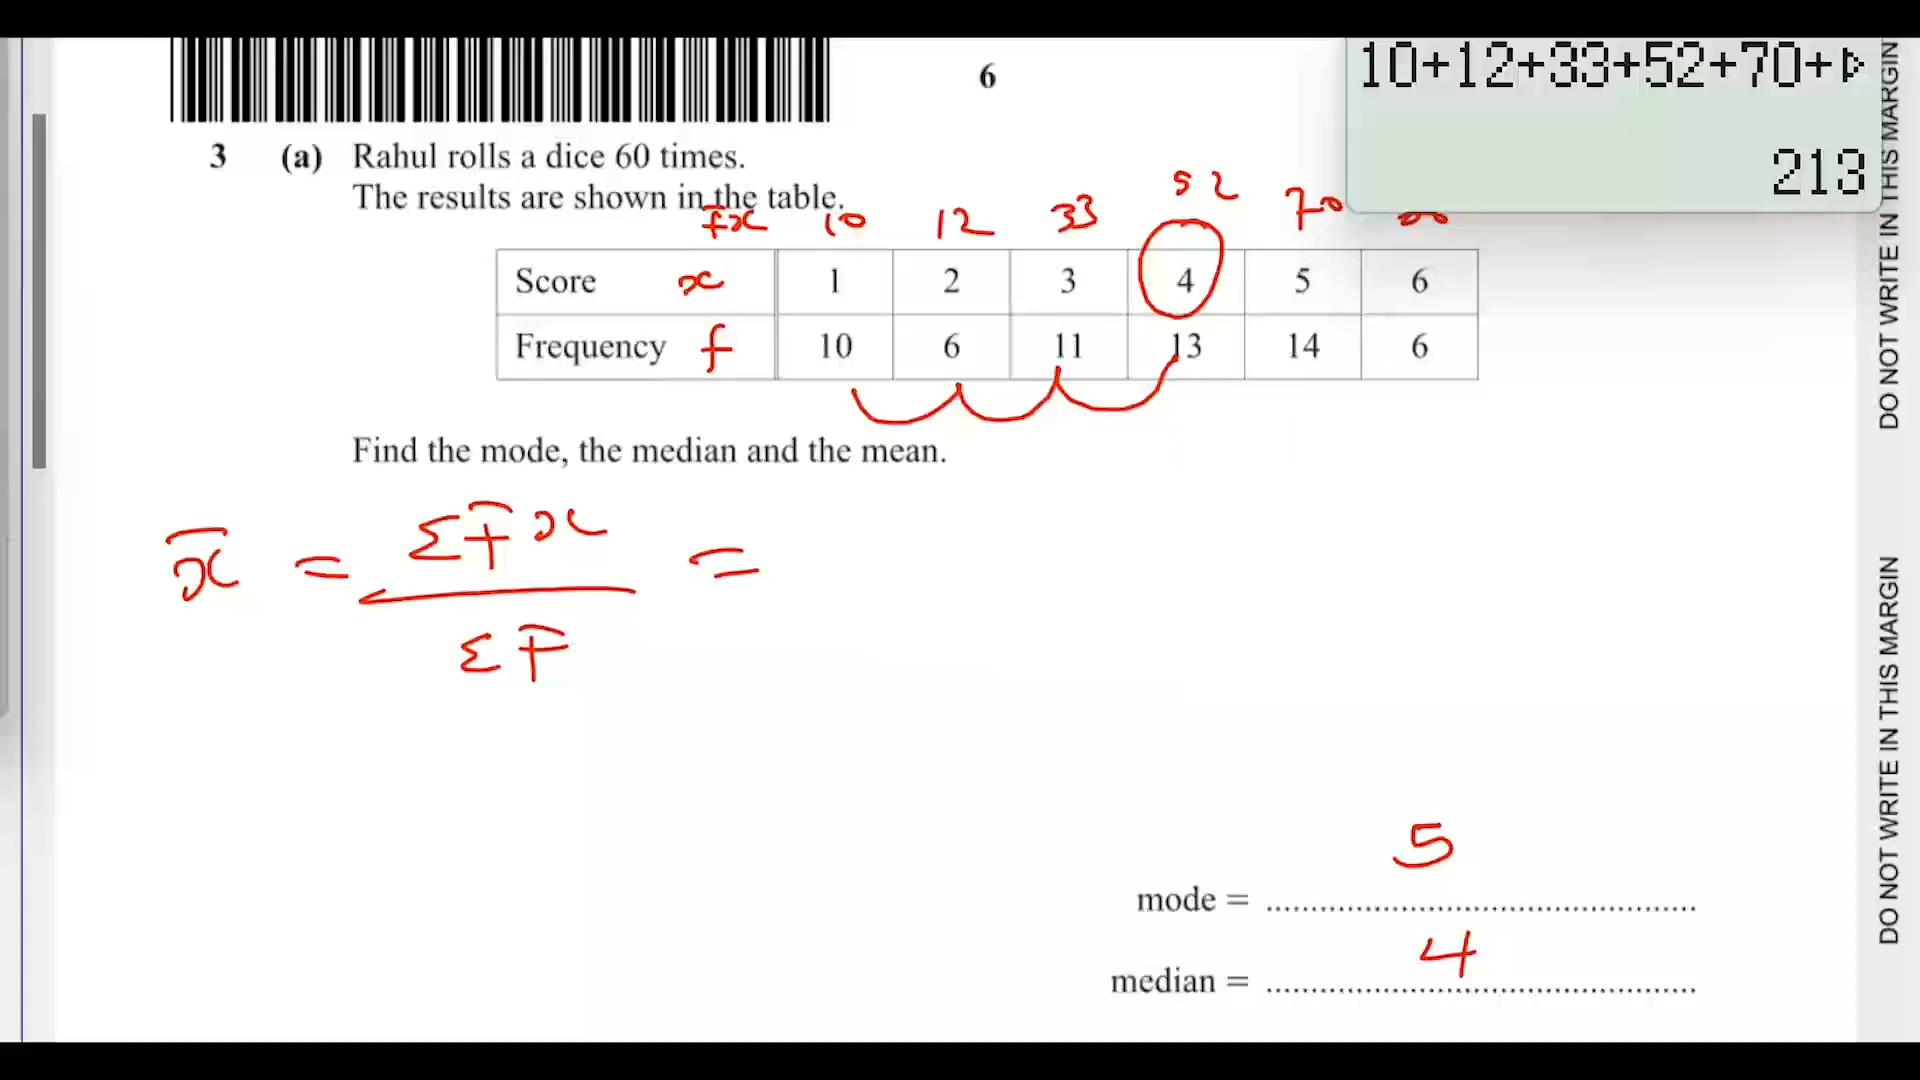 10+12+33+52+70+
213
6
3 (a) Rahul rolls a dice 60 times.
The results are shown in the table.
fx 10 12 33 52 70
Score x 1 2 3 4 5 6
Frequency f 10 6 11 13 14 6
Find the mode, the median and the mean.
x̄ = Σfx / Σf =
5
mode = ........................................
4
median = ........................................
DO NOT WRITE IN THIS MARGIN
DO NOT WRITE IN THIS MARGIN